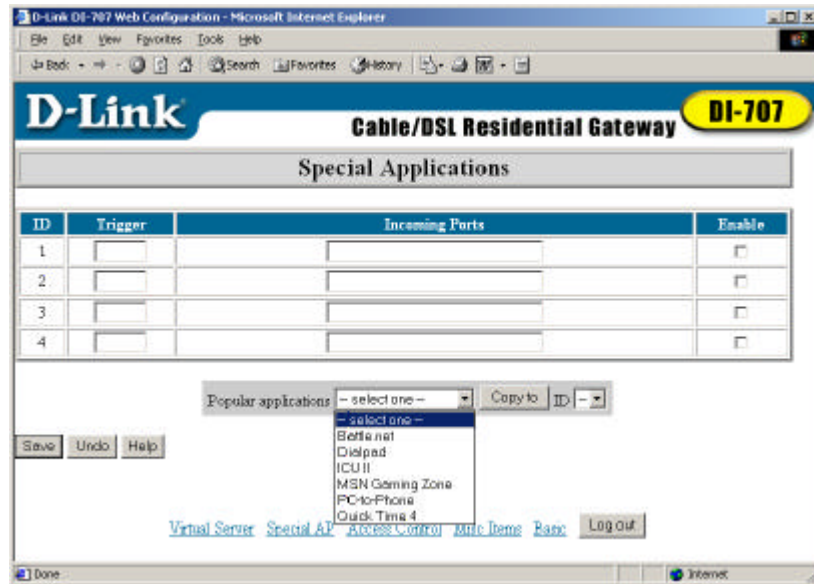 D-Link DI-707 Web Configuration - Microsoft Internet Explorer
File Edit View Favorites Tools Help
Back Search Favorites History
D-Link Cable/DSL Residential Gateway DI-707
Special Applications
ID Trigger Incoming Ports Enable
1
2
3
4
Popular applications -- select one -- Copy to ID --
-- select one --
Battle.net
Dialpad
ICU II
MSN Gaming Zone
PC-to-Phone
Quick Time 4
Save Undo Help
Virtual Server Special AP Access Control Misc Items Basic Log out
Done Internet